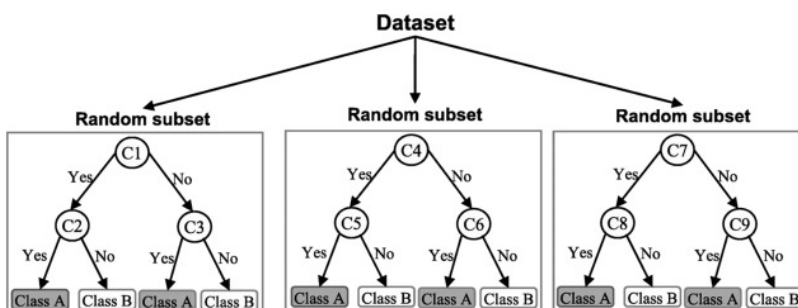 Dataset
Random subset Random subset Random subset
C1 C4 C7
Yes No Yes No Yes No
C2 C3 C5 C6 C8 C9
Yes No Yes No Yes No Yes No Yes No Yes No
Class A Class B Class A Class B Class A Class B Class A Class B Class A Class B Class A Class B